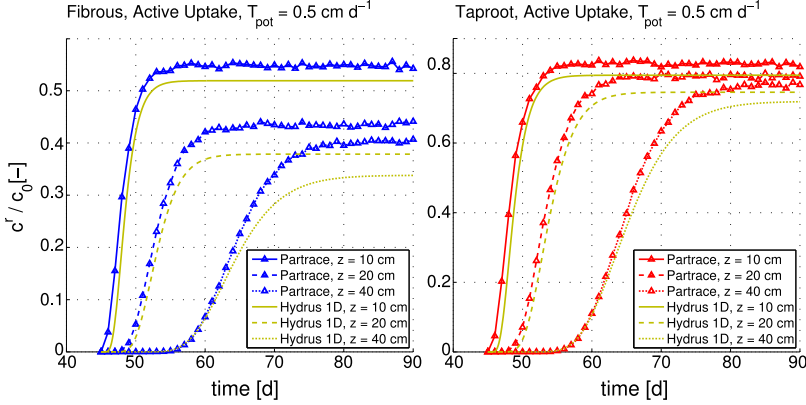 Fibrous, Active Uptake, T_pot = 0.5 cm d⁻¹
c^r / c_0 [-]
0.5
0.4
0.3
0.2
0.1
0
40 50 60 70 80 90
time [d]
Partrace, z = 10 cm
Partrace, z = 20 cm
Partrace, z = 40 cm
Hydrus 1D, z = 10 cm
Hydrus 1D, z = 20 cm
Hydrus 1D, z = 40 cm
Taproot, Active Uptake, T_pot = 0.5 cm d⁻¹
0.8
0.6
0.4
0.2
0
40 50 60 70 80 90
time [d]
Partrace, z = 10 cm
Partrace, z = 20 cm
Partrace, z = 40 cm
Hydrus 1D, z = 10 cm
Hydrus 1D, z = 20 cm
Hydrus 1D, z = 40 cm